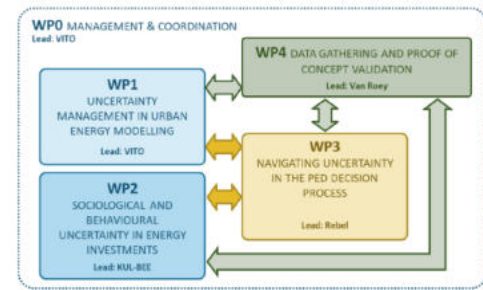 WP0 MANAGEMENT & COORDINATION
Lead: VITO
WP4 DATA GATHERING AND PROOF OF
CONCEPT VALIDATION
Lead: Van Roey
WP1
UNCERTAINTY
MANAGEMENT IN URBAN
ENERGY MODELLING
Lead: VITO
WP3
NAVIGATING UNCERTAINTY
IN THE PED DECISION
PROCESS
Lead: Rebel
WP2
SOCIOLOGICAL AND
BEHAVIOURAL
UNCERTAINTY IN ENERGY
INVESTMENTS
Lead: KUL-BEE